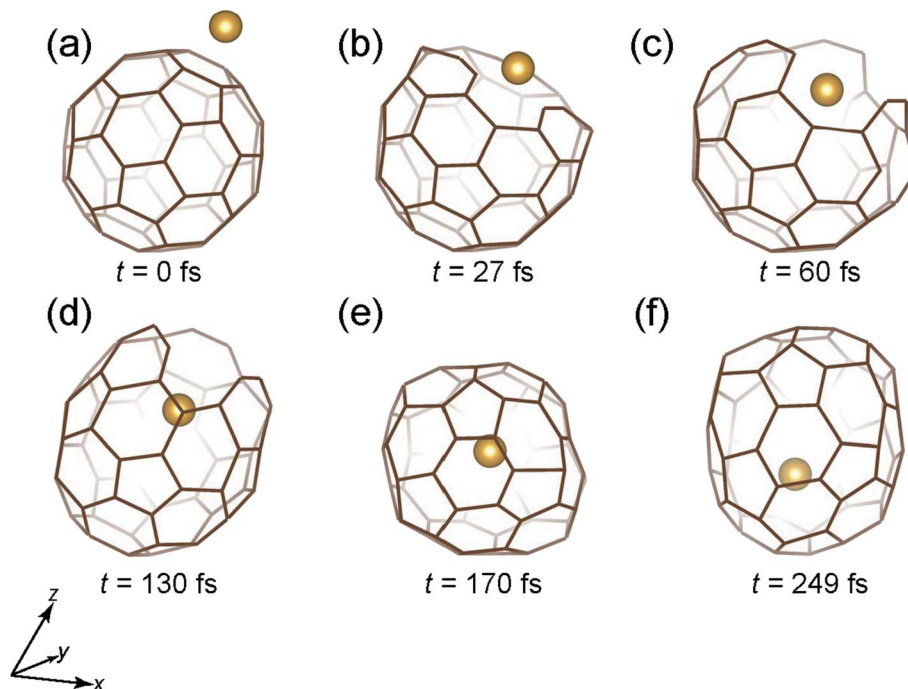 (a)
(b)
(c)
t = 0 fs
t = 27 fs
t = 60 fs
(d)
(e)
(f)
t = 130 fs
t = 170 fs
t = 249 fs
z
y
x